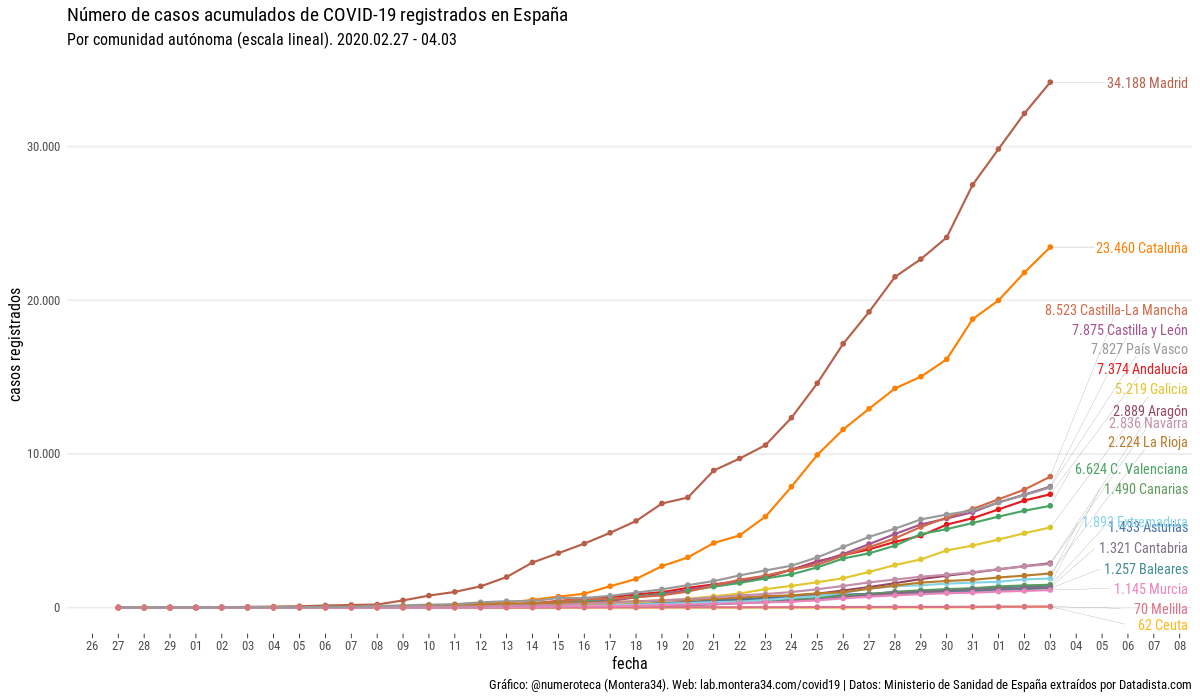 Número de casos acumulados de COVID-19 registrados en España
Por comunidad autónoma (escala lineal). 2020.02.27 - 04.03
casos registrados
30.000
20.000
10.000
0
34.188 Madrid
23.460 Cataluña
8.523 Castilla-La Mancha
7.875 Castilla y León
7.827 País Vasco
7.374 Andalucía
5.219 Galicia
2.889 Aragón
2.836 Navarra
2.224 La Rioja
6.624 C. Valenciana
1.490 Canarias
1.893 Extremadura
1.433 Asturias
1.321 Cantabria
1.257 Baleares
1.145 Murcia
70 Melilla
62 Ceuta
26 27 28 29 01 02 03 04 05 06 07 08 09 10 11 12 13 14 15 16 17 18 19 20 21 22 23 24 25 26 27 28 29 30 31 01 02 03 04 05 06 07 08
fecha
Gráfico: @numeroteca (Montera34). Web: lab.montera34.com/covid19 | Datos: Ministerio de Sanidad de España extraídos por Datadista.com